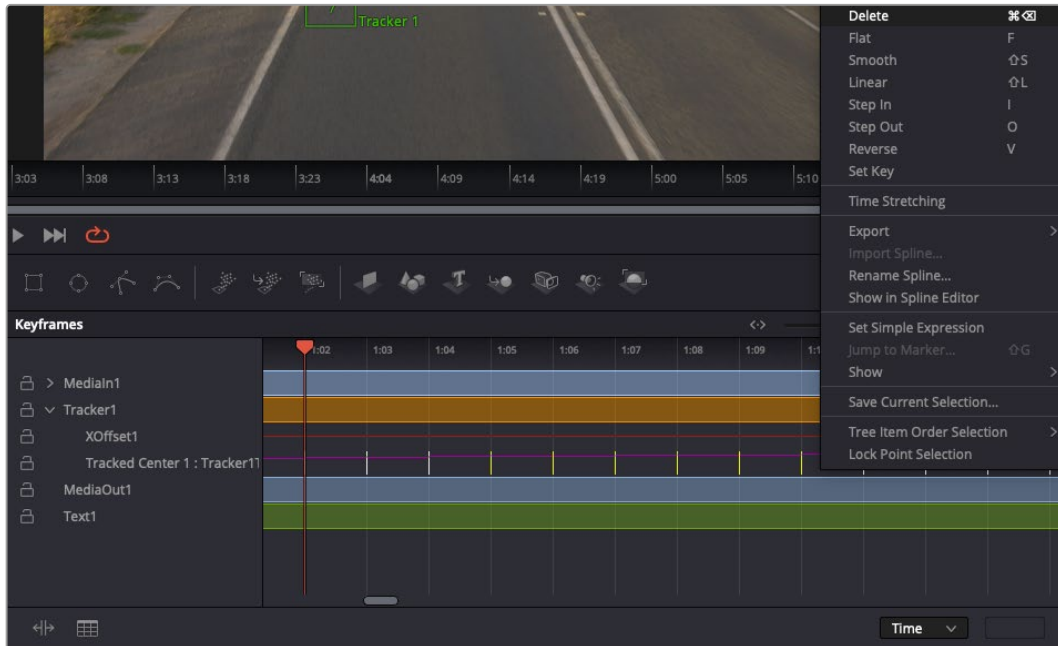 Tracker 1
Delete ⌘⌫
Flat F
Smooth ⇧S
Linear ⇧L
Step In I
Step Out O
Reverse V
Set Key
Time Stretching
Export
Import Spline...
Rename Spline...
Show in Spline Editor
Set Simple Expression
Jump to Marker... ⇧G
Show
Save Current Selection...
Tree Item Order Selection
Lock Point Selection
3:03 3:08 3:13 3:18 3:23 4:04 4:09 4:14 4:19 5:00 5:05 5:10
Keyframes
1:02 1:03 1:04 1:05 1:06 1:07 1:08 1:09
MediaIn1
Tracker1
XOffset1
Tracked Center 1 : Tracker1
MediaOut1
Text1
Time